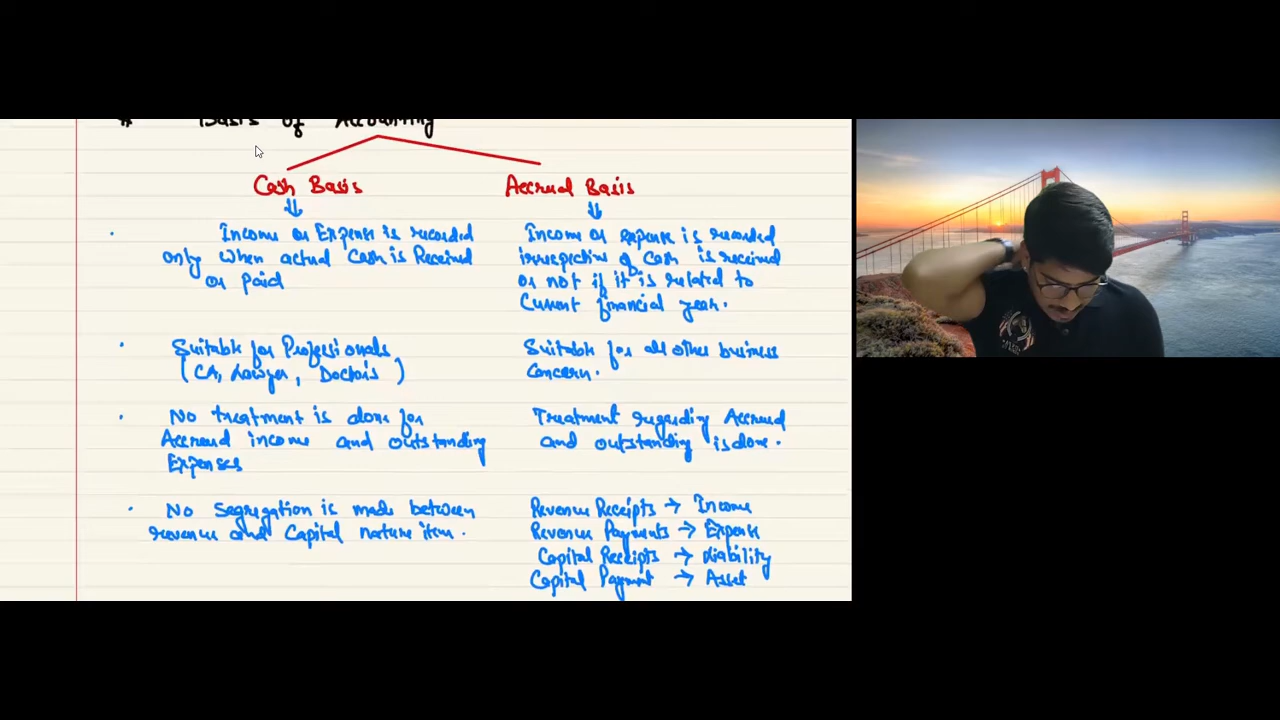 # Basis of Accounting
Cash Basis
Income or Expense is recorded
only when actual Cash is Received
or paid
Suitable for Professionals
(CA, Lawyer, Doctors)
No treatment is done for
Accrued income and outstanding
Expenses
No segregation is made between
revenue and Capital nature item.
Accrual Basis
Income or expense is recorded
irrespective of Cash is received
or not if it is related to
Current financial year.
Suitable for all other business
Concern.
Treatment regarding Accrued
and outstanding is done.
Revenue Receipts → Income
Revenue Payments → Expense
Capital Receipts → Liability
Capital Payment → Asset